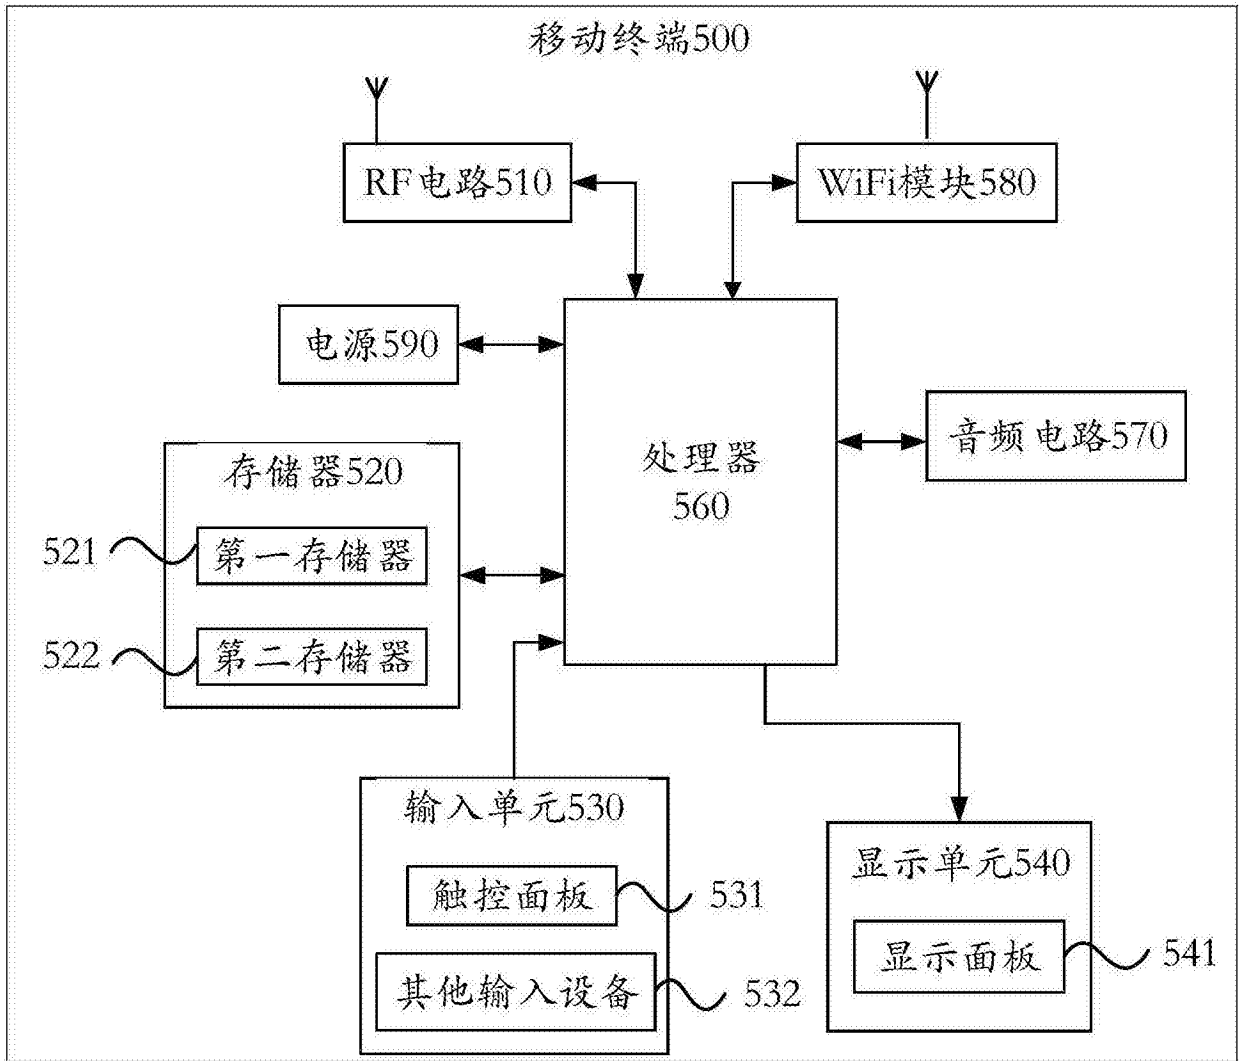 移动终端500
RF电路510
WiFi模块580
电源590
音频电路570
处理器
560
存储器520
521
第一存储器
522
第二存储器
输入单元530
触控面板
531
其他输入设备
532
显示单元540
显示面板
541